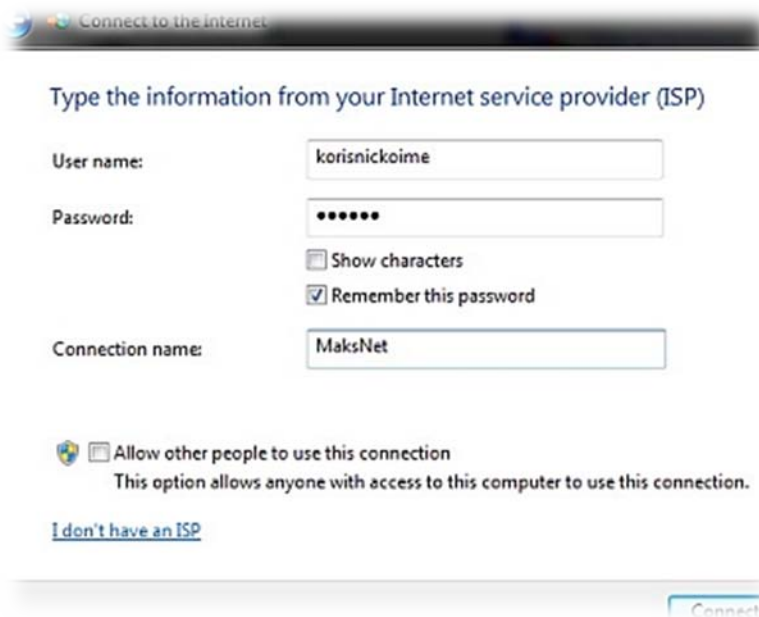 Connect to the Internet
Type the information from your Internet service provider (ISP)
User name:
korisnickoime
Password:
••••••
Show characters
Remember this password
Connection name:
MaksNet
Allow other people to use this connection
This option allows anyone with access to this computer to use this connection.
I don't have an ISP
Connect